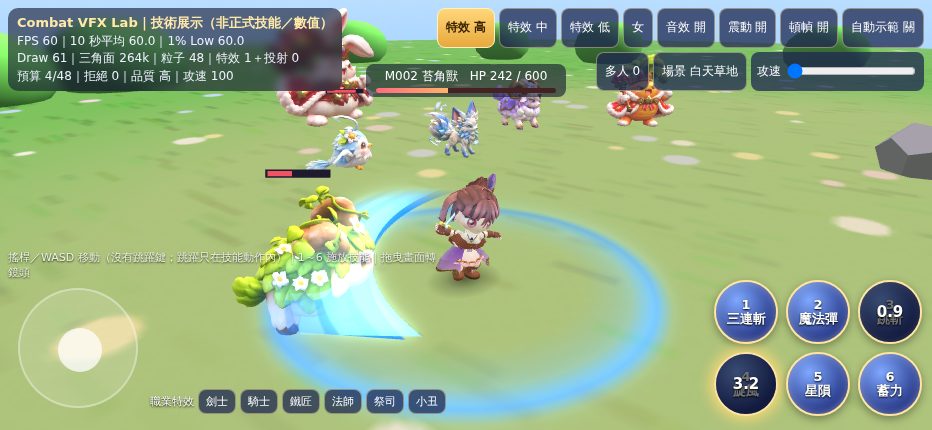 Combat VFX Lab｜技術展示（非正式技能／數值）
FPS 60｜10 秒平均 60.0｜1% Low 60.0
Draw 61｜三角面 264k｜粒子 48｜特效 1＋投射 0
預算 4/48｜拒絕 0｜品質 高｜攻速 100
特效 高
特效 中
特效 低
女
音效 開
震動 開
頓幀 開
自動示範 關
M002 苔角獸 HP 242 / 600
多人 0
場景 白天草地
攻速
搖桿／WASD 移動（沒有跳躍鍵；跳躍只在技能動作內）｜1～6 施放技能｜拖曳畫面轉
鏡頭
1
三連斬
2
魔法彈
3
跳斬
0.9
4
旋風
3.2
5
星隕
6
蓄力
職業特效
劍士
騎士
鐵匠
法師
祭司
小丑